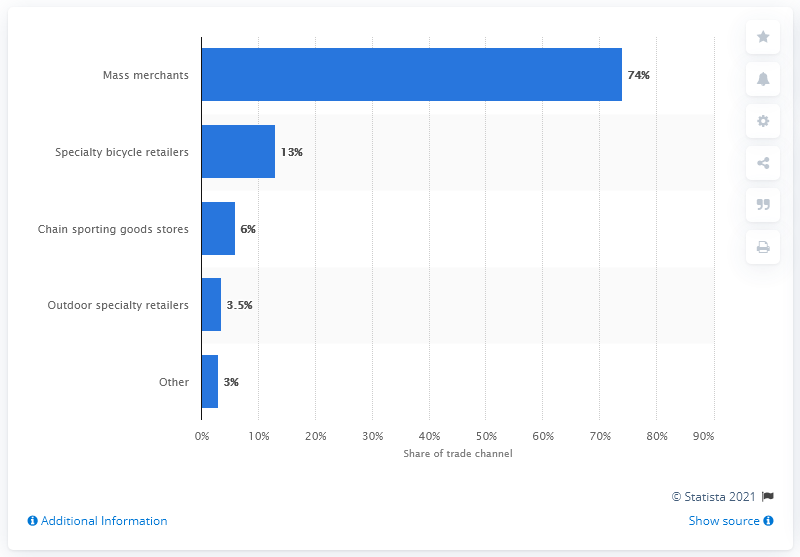 Mass merchants 74%
Specialty bicycle retailers 13%
Chain sporting goods stores 6%
Outdoor specialty retailers 3.5%
Other 3%
0% 10% 20% 30% 40% 50% 60% 70% 80% 90%
Share of trade channel
© Statista 2021
Additional Information Show source